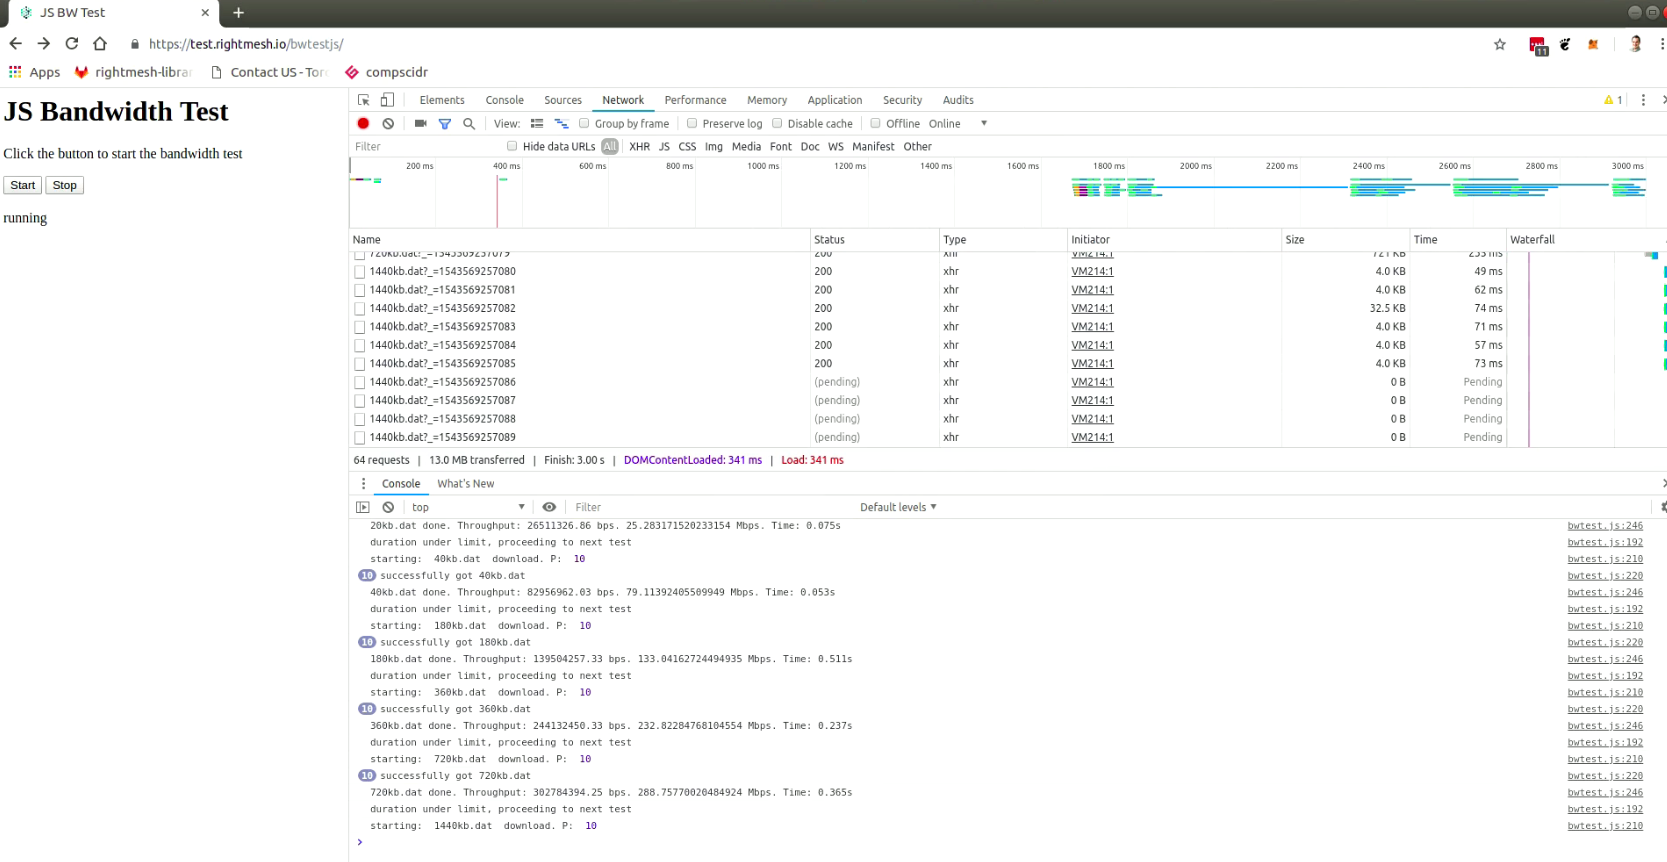 JS BW Test
https://test.rightmesh.io/bwtestjs/
11
Apps rightmesh-librar Contact US - Tor compscidr
JS Bandwidth Test
Click the button to start the bandwidth test
Start Stop
running
Elements Console Sources Network Performance Memory Application Security Audits 1
View: Group by frame Preserve log Disable cache Offline Online
Filter Hide data URLs All XHR JS CSS Img Media Font Doc WS Manifest Other
200 ms 400 ms 600 ms 800 ms 1000 ms 1200 ms 1400 ms 1600 ms 1800 ms 2000 ms 2200 ms 2400 ms 2600 ms 2800 ms 3000 ms
Name Status Type Initiator Size Time Waterfall
720kb.dat?_=1543569257079 200 xhr VM214:1 721 KB 233 ms
1440kb.dat?_=1543569257080 200 xhr VM214:1 4.0 KB 49 ms
1440kb.dat?_=1543569257081 200 xhr VM214:1 4.0 KB 62 ms
1440kb.dat?_=1543569257082 200 xhr VM214:1 32.5 KB 74 ms
1440kb.dat?_=1543569257083 200 xhr VM214:1 4.0 KB 71 ms
1440kb.dat?_=1543569257084 200 xhr VM214:1 4.0 KB 57 ms
1440kb.dat?_=1543569257085 200 xhr VM214:1 4.0 KB 73 ms
1440kb.dat?_=1543569257086 (pending) xhr VM214:1 0 B Pending
1440kb.dat?_=1543569257087 (pending) xhr VM214:1 0 B Pending
1440kb.dat?_=1543569257088 (pending) xhr VM214:1 0 B Pending
1440kb.dat?_=1543569257089 (pending) xhr VM214:1 0 B Pending
64 requests | 13.0 MB transferred | Finish: 3.00 s | DOMContentLoaded: 341 ms | Load: 341 ms
Console What's New
top Filter Default levels
20kb.dat done. Throughput: 26511326.86 bps. 25.283171520233154 Mbps. Time: 0.075s bwtest.js:246
duration under limit, proceeding to next test bwtest.js:192
starting: 40kb.dat download. P: 10 bwtest.js:210
10 successfully got 40kb.dat bwtest.js:220
40kb.dat done. Throughput: 82956962.03 bps. 79.11392405509949 Mbps. Time: 0.053s bwtest.js:246
duration under limit, proceeding to next test bwtest.js:192
starting: 180kb.dat download. P: 10 bwtest.js:210
10 successfully got 180kb.dat bwtest.js:220
180kb.dat done. Throughput: 139504257.33 bps. 133.04162724494935 Mbps. Time: 0.511s bwtest.js:246
duration under limit, proceeding to next test bwtest.js:192
starting: 360kb.dat download. P: 10 bwtest.js:210
10 successfully got 360kb.dat bwtest.js:220
360kb.dat done. Throughput: 244132450.33 bps. 232.82284768104554 Mbps. Time: 0.237s bwtest.js:246
duration under limit, proceeding to next test bwtest.js:192
starting: 720kb.dat download. P: 10 bwtest.js:210
10 successfully got 720kb.dat bwtest.js:220
720kb.dat done. Throughput: 302784394.25 bps. 288.75770020484924 Mbps. Time: 0.365s bwtest.js:246
duration under limit, proceeding to next test bwtest.js:192
starting: 1440kb.dat download. P: 10 bwtest.js:210